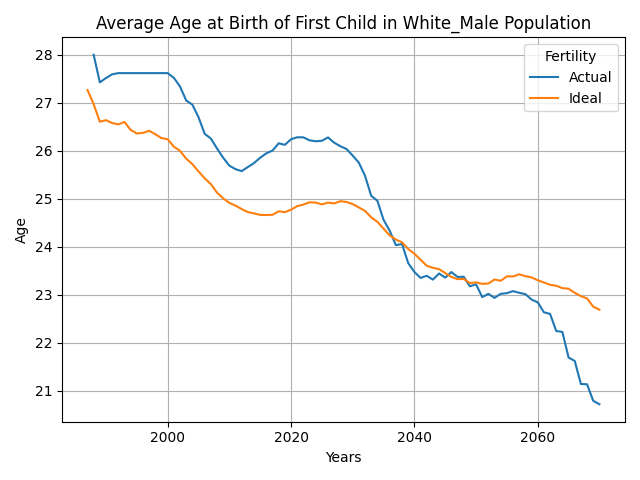 Average Age at Birth of First Child in White_Male Population
Fertility
Actual
Ideal
Age
28
27
26
25
24
23
22
21
2000 2020 2040 2060
Years